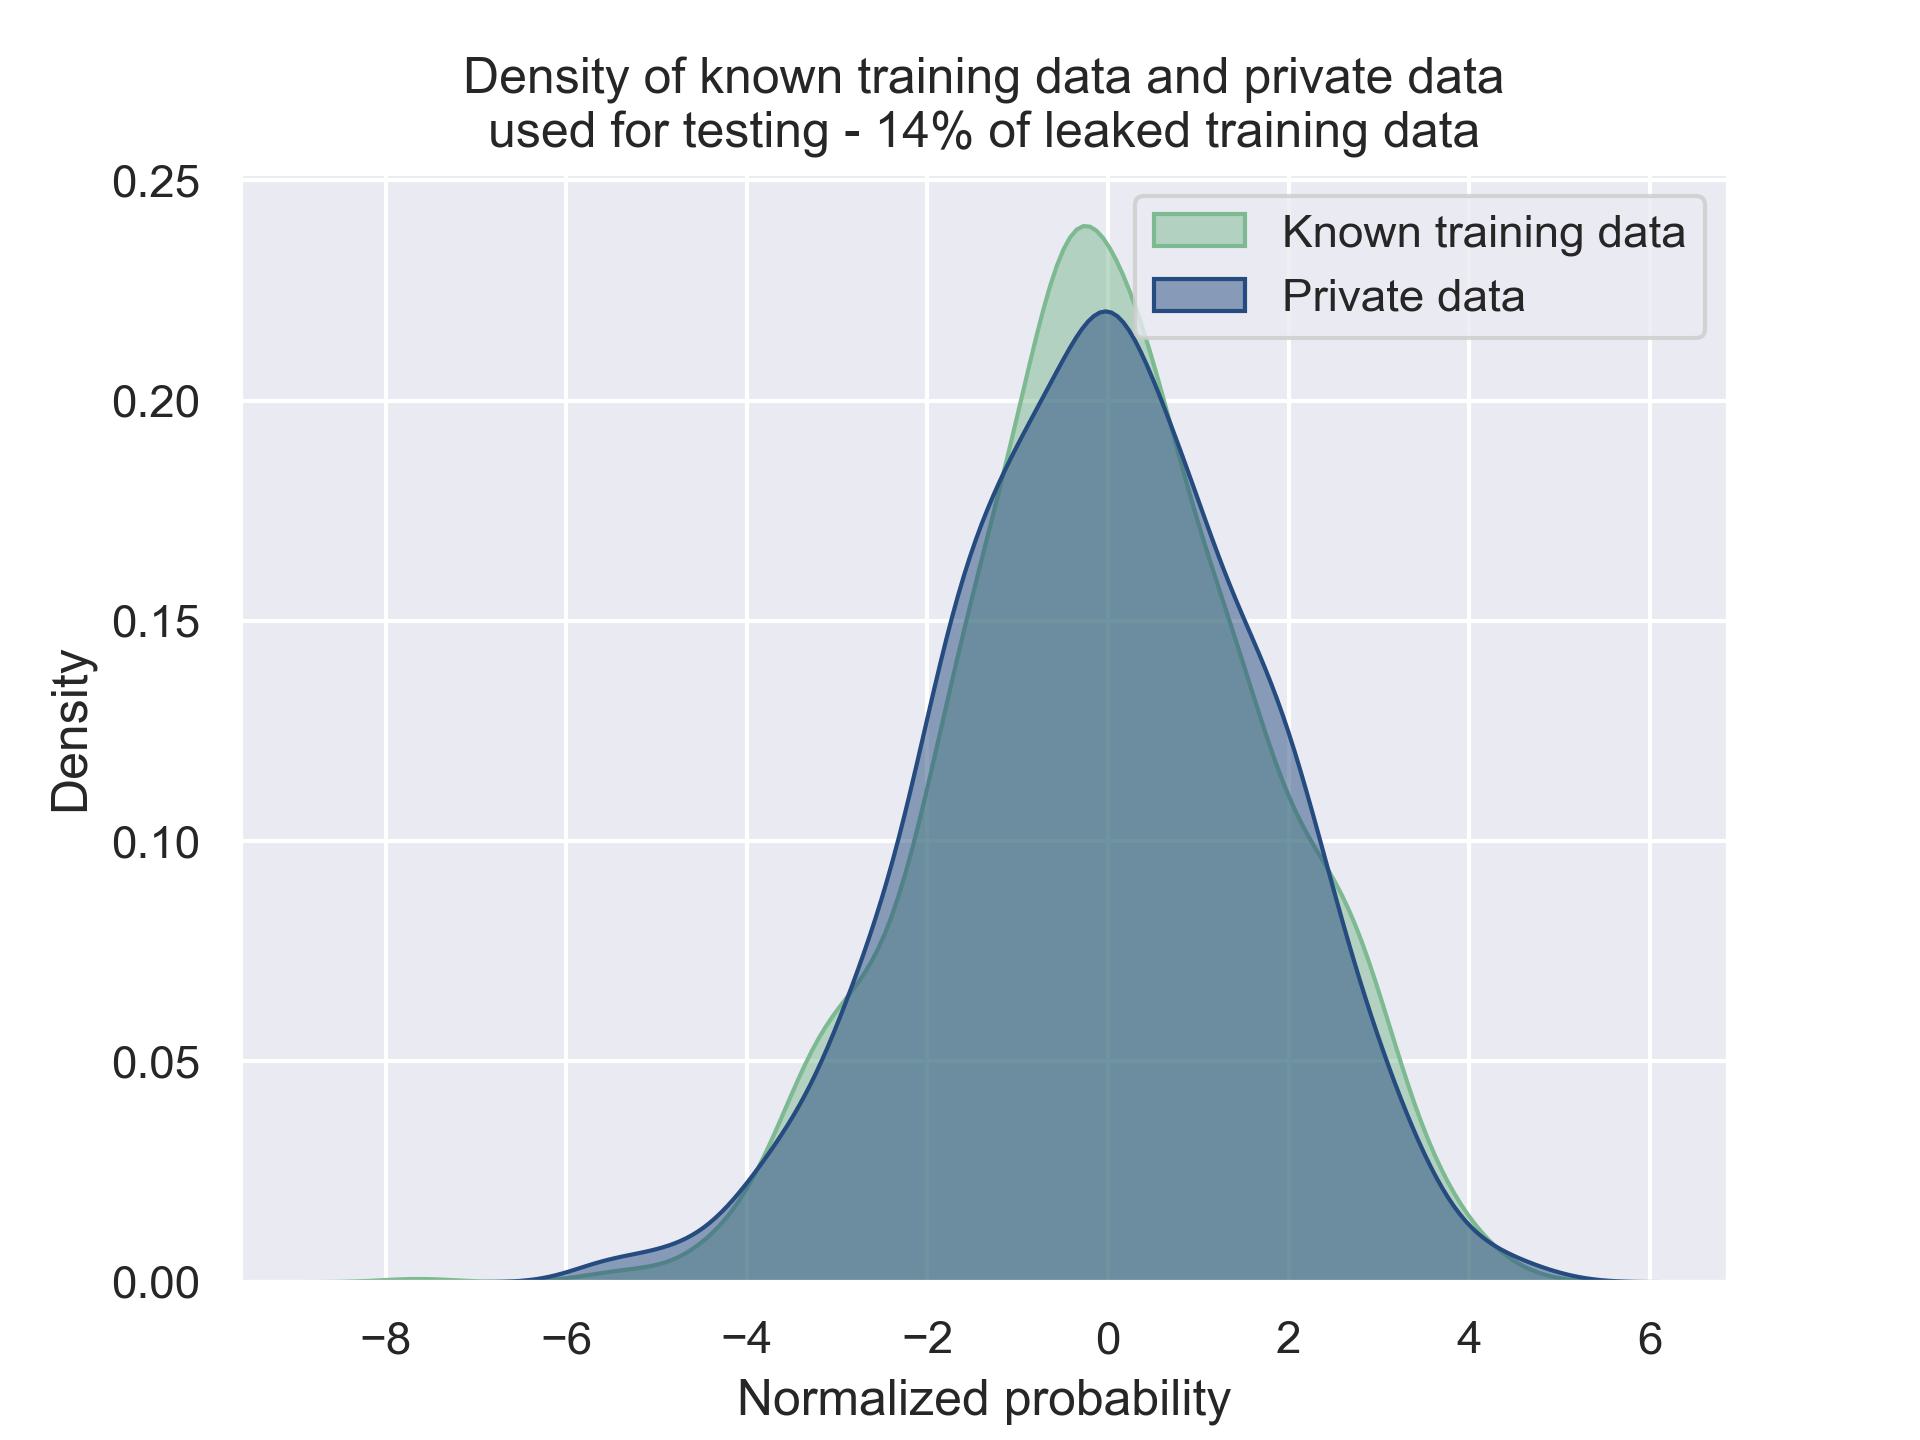 Density of known training data and private data
used for testing - 14% of leaked training data
0.25
0.20
0.15
0.10
0.05
0.00
Density
Known training data
Private data
−8 −6 −4 −2 0 2 4 6
Normalized probability